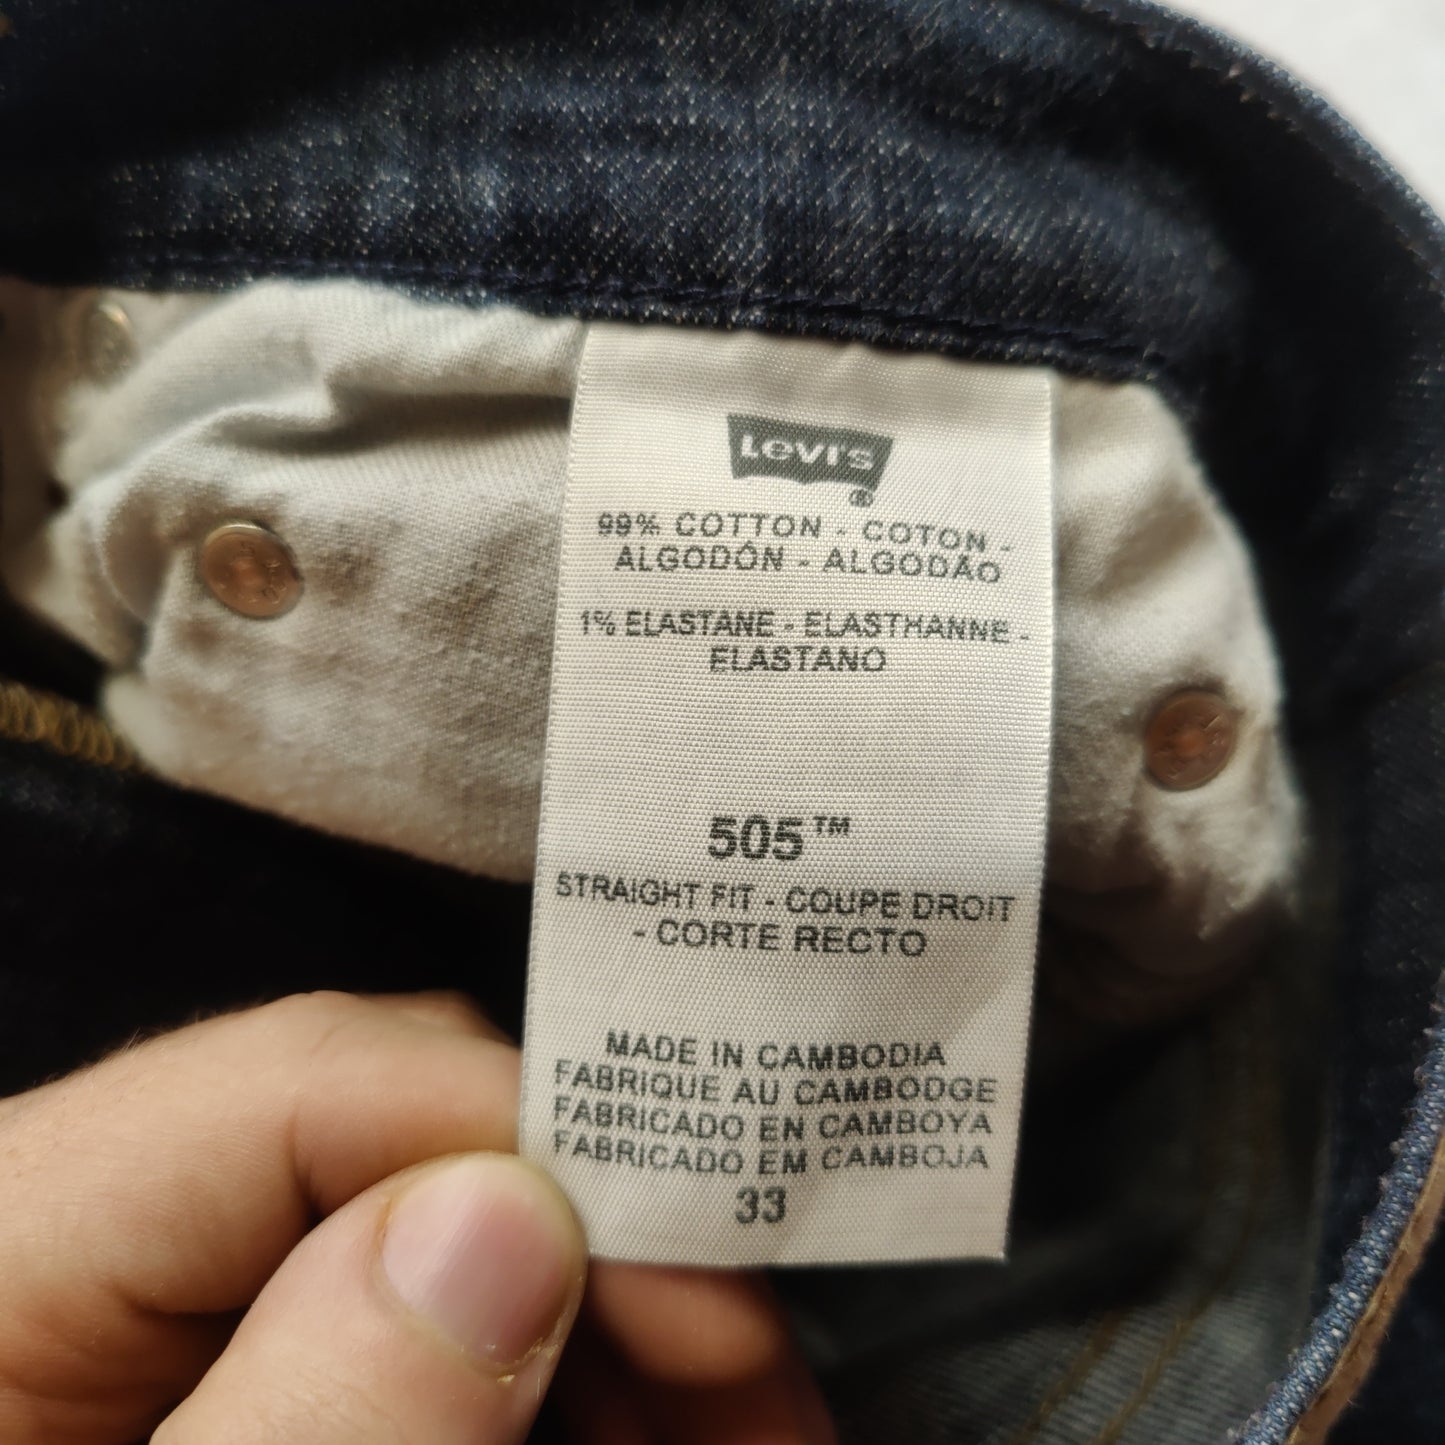 Levi's
®
99% COTTON - COTON -
ALGODÓN - ALGODÃO
1% ELASTANE - ELASTHANNE -
ELASTANO
505™
STRAIGHT FIT - COUPE DROIT
- CORTE RECTO
MADE IN CAMBODIA
FABRIQUE AU CAMBODGE
FABRICADO EN CAMBOYA
FABRICADO EM CAMBOJA
33